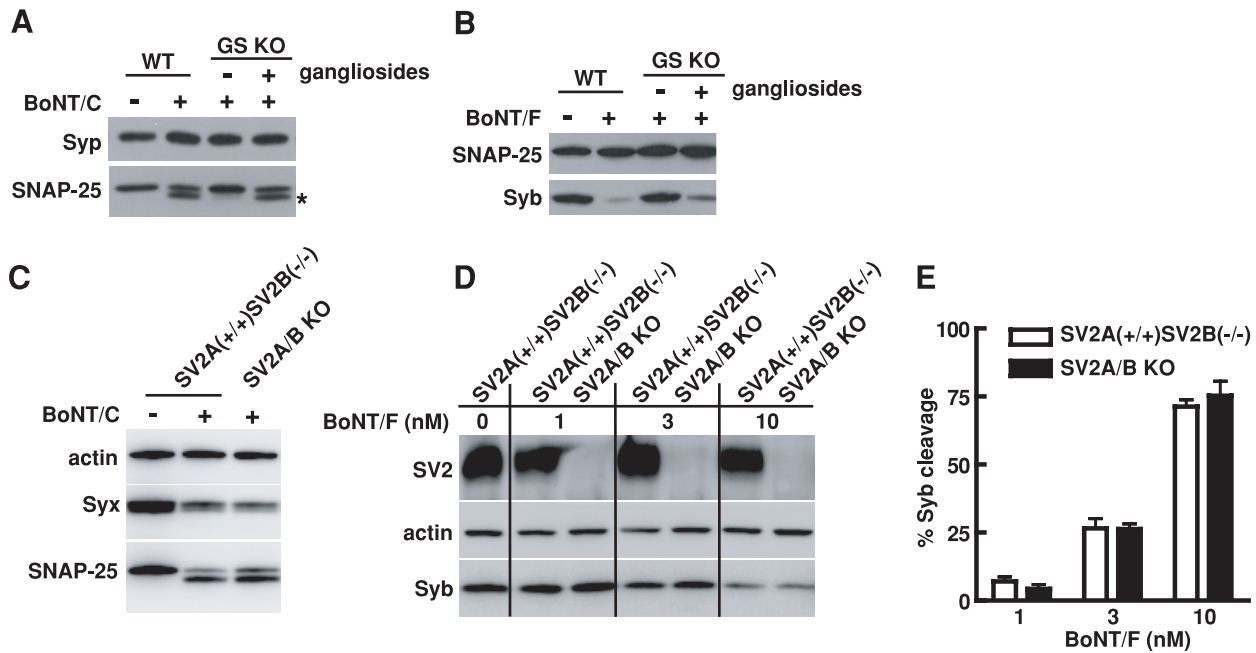 A
WT
GS KO
- + gangliosides
BoNT/C - + + +
Syp
SNAP-25
*
B
WT
GS KO
- + gangliosides
BoNT/F - + + +
SNAP-25
Syb
C
SV2A(+/+)SV2B(-/-)
SV2A/B KO
BoNT/C - + +
actin
Syx
SNAP-25
D
SV2A(+/+)SV2B(-/-)
SV2A(+/+)SV2B(-/-)
SV2A/B KO
SV2A(+/+)SV2B(-/-)
SV2A/B KO
SV2A(+/+)SV2B(-/-)
SV2A/B KO
BoNT/F (nM) 0 1 3 10
SV2
actin
Syb
E
% Syb cleavage
100
75
50
25
0
SV2A(+/+)SV2B(-/-)
SV2A/B KO
1 3 10
BoNT/F (nM)